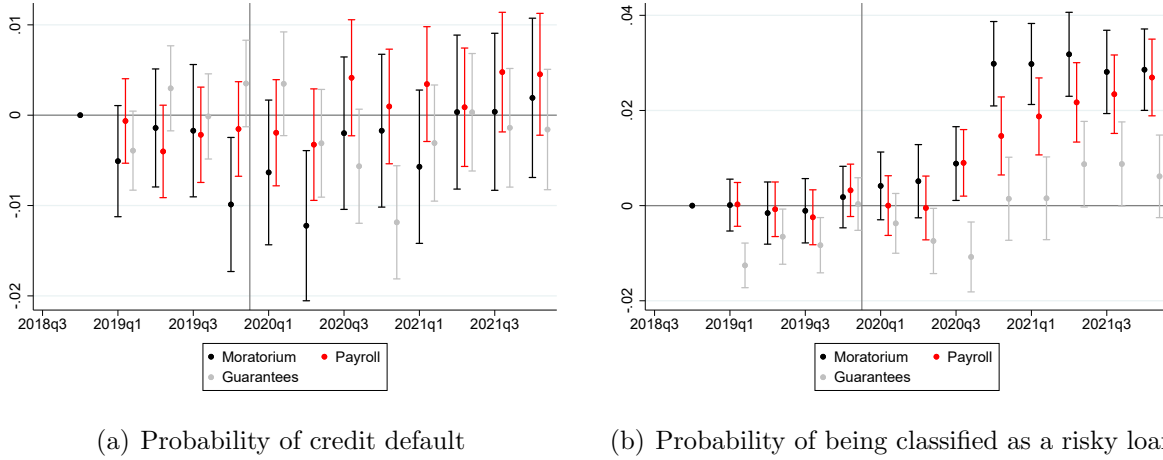 .01
0
-.01
-.02
2018q3 2019q1 2019q3 2020q1 2020q3 2021q1 2021q3
Moratorium Payroll
Guarantees
(a) Probability of credit default
.04
.02
0
-.02
2018q3 2019q1 2019q3 2020q1 2020q3 2021q1 2021q3
Moratorium Payroll
Guarantees
(b) Probability of being classified as a risky loan